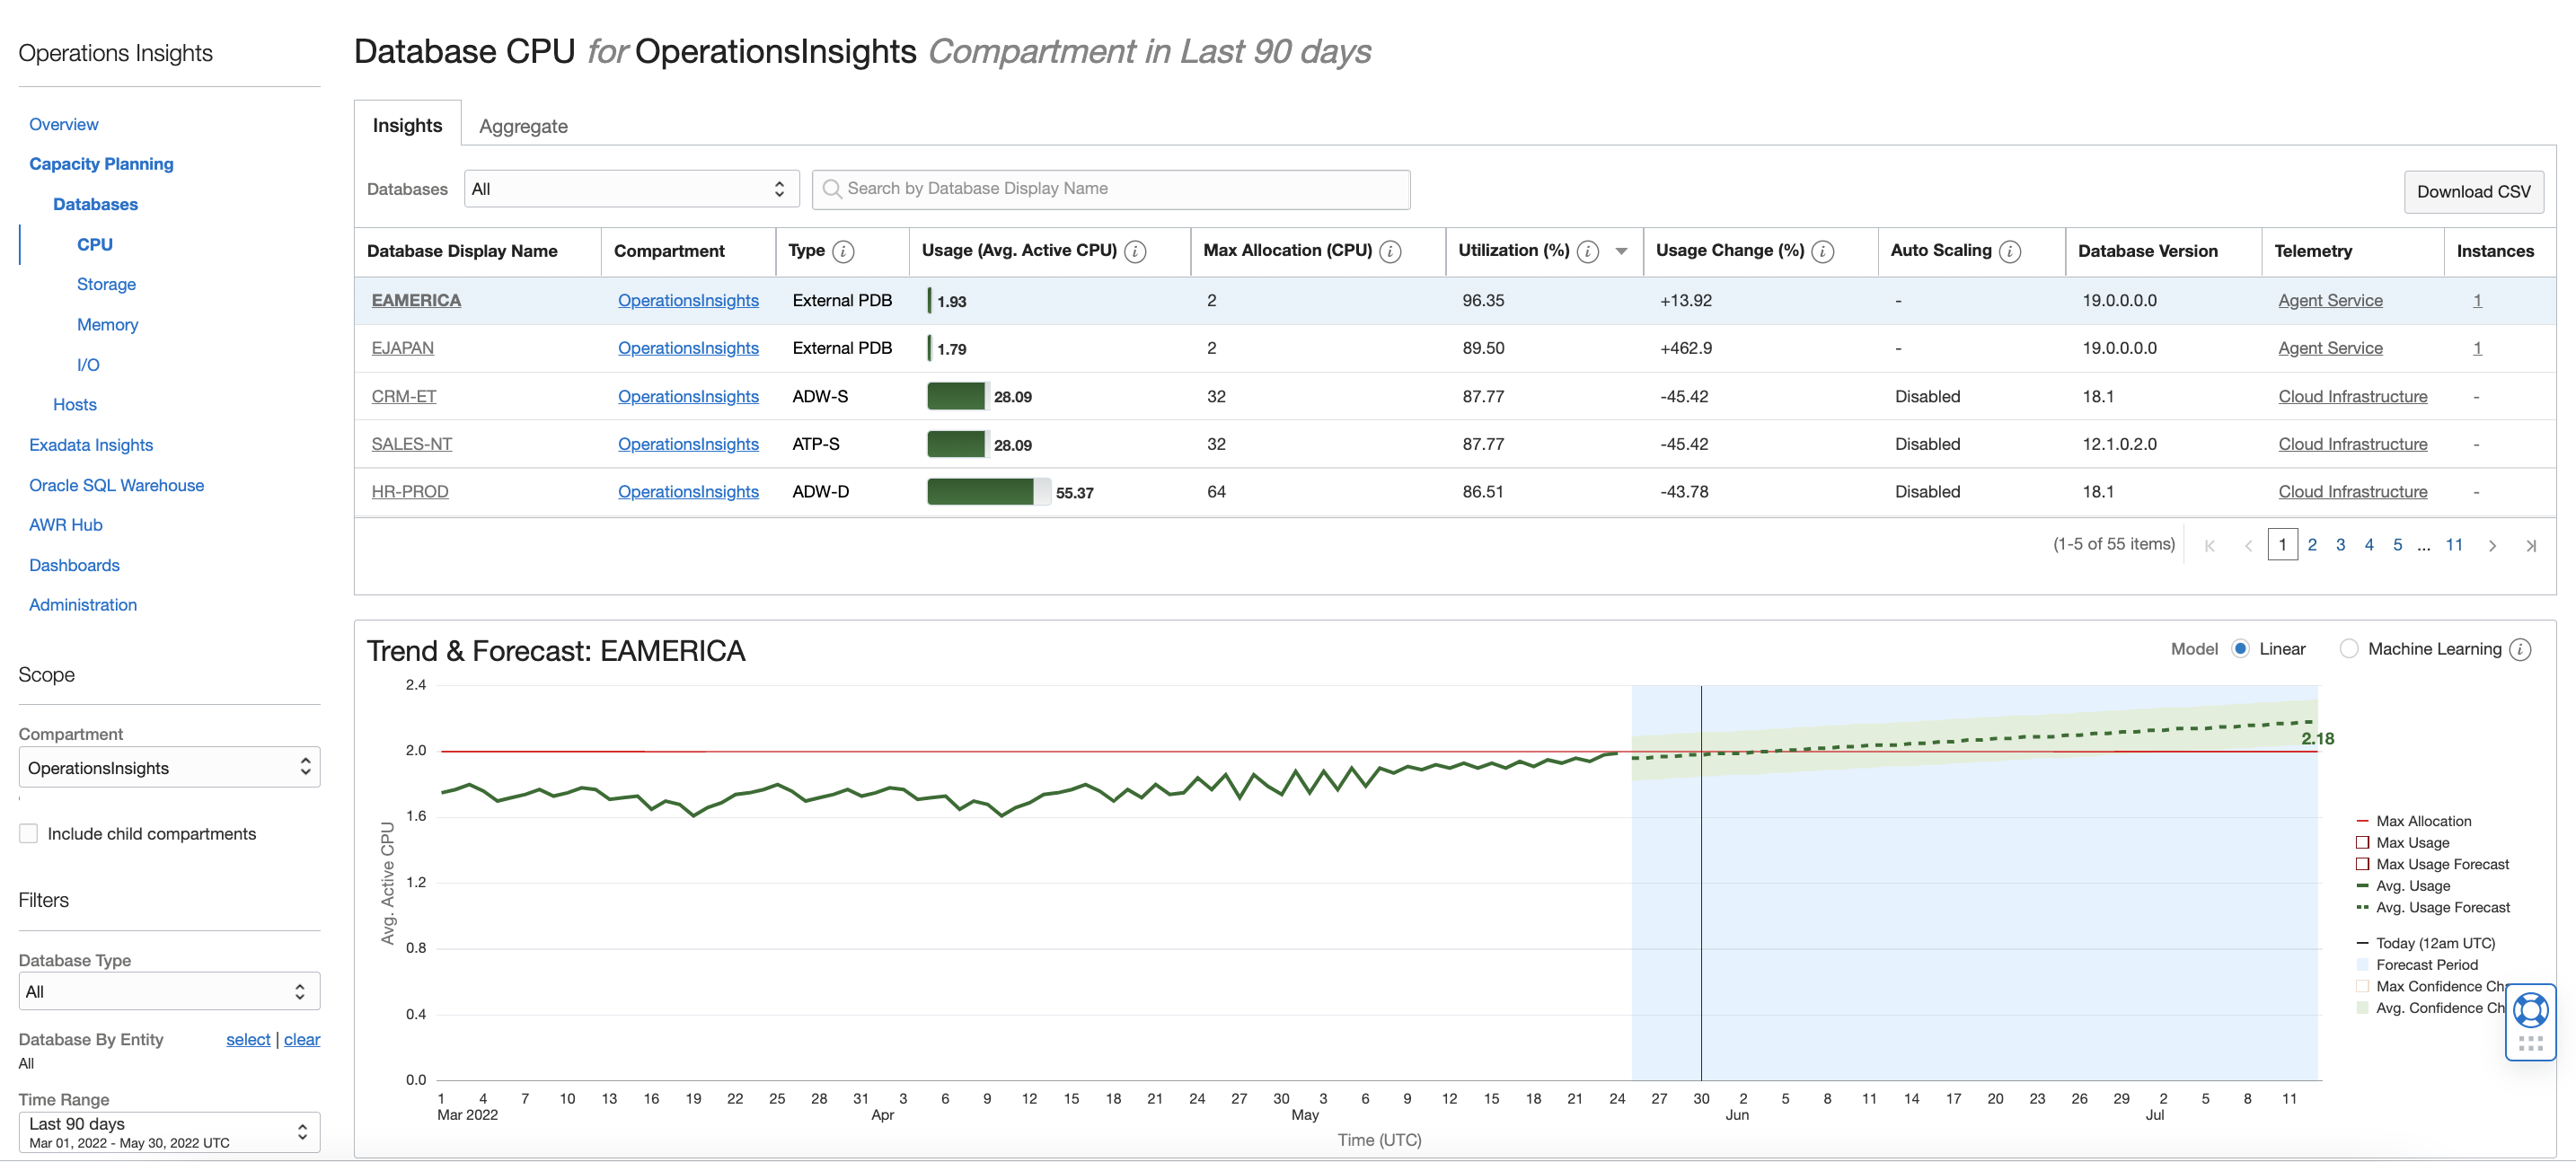 Operations Insights
Overview
Capacity Planning
Databases
CPU
Storage
Memory
I/O
Hosts
Exadata Insights
Oracle SQL Warehouse
AWR Hub
Dashboards
Administration
Scope
Compartment
OperationsInsights
Include child compartments
Filters
Database Type
All
Database By Entity select | clear
All
Time Range
Last 90 days
Mar 01, 2022 - May 30, 2022 UTC
Database CPU for OperationsInsights Compartment in Last 90 days
Insights Aggregate
Databases All Search by Database Display Name Download CSV
Database Display Name Compartment Type Usage (Avg. Active CPU) Max Allocation (CPU) Utilization (%) Usage Change (%) Auto Scaling Database Version Telemetry Instances
EAMERICA OperationsInsights External PDB 1.93 2 96.35 +13.92 - 19.0.0.0.0 Agent Service 1
EJAPAN OperationsInsights External PDB 1.79 2 89.50 +462.9 - 19.0.0.0.0 Agent Service 1
CRM-ET OperationsInsights ADW-S 28.09 32 87.77 -45.42 Disabled 18.1 Cloud Infrastructure -
SALES-NT OperationsInsights ATP-S 28.09 32 87.77 -45.42 Disabled 12.1.0.2.0 Cloud Infrastructure -
HR-PROD OperationsInsights ADW-D 55.37 64 86.51 -43.78 Disabled 18.1 Cloud Infrastructure -
(1-5 of 55 items) 1 2 3 4 5 ... 11
Trend & Forecast: EAMERICA
Model Linear Machine Learning
2.4
2.0
1.6
1.2
0.8
0.4
0.0
Avg. Active CPU
2.18
1 4 7 10 13 16 19 22 25 28 31 3 6 9 12 15 18 21 24 27 30 3 6 9 12 15 18 21 24 27 30 2 5 8 11 14 17 20 23 26 29 2 5 8 11
Mar 2022 Apr May Jun Jul
Time (UTC)
Max Allocation
Max Usage
Max Usage Forecast
Avg. Usage
Avg. Usage Forecast
Today (12am UTC)
Forecast Period
Max Confidence Cha
Avg. Confidence Ch